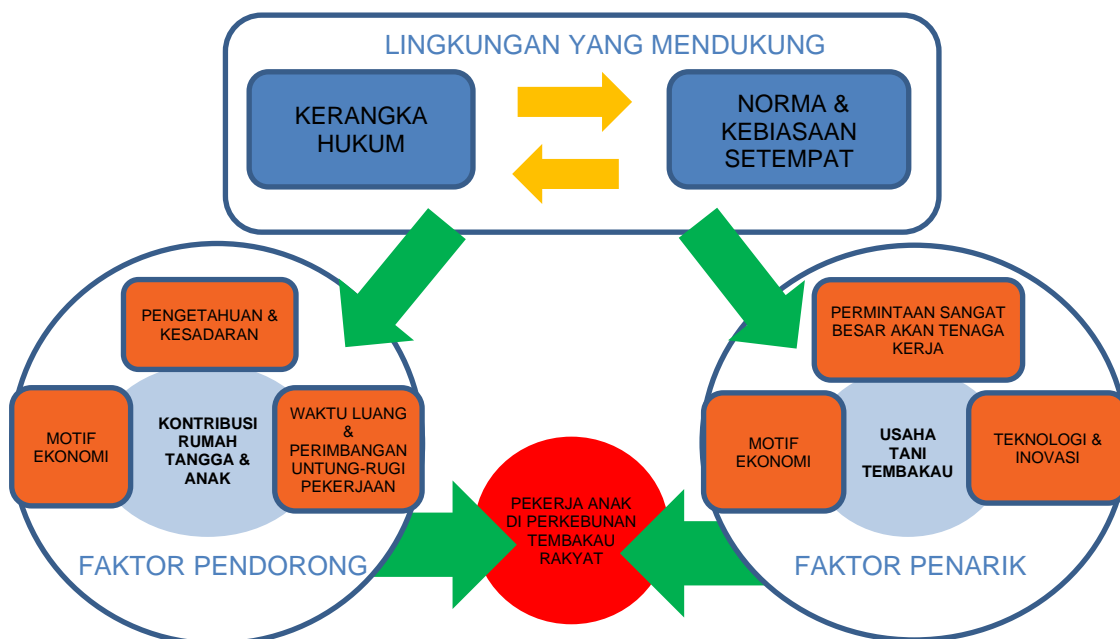 LINGKUNGAN YANG MENDUKUNG
KERANGKA
HUKUM
NORMA &
KEBIASAAN
SETEMPAT
PENGETAHUAN &
KESADARAN
MOTIF
EKONOMI
KONTRIBUSI
RUMAH
TANGGA &
ANAK
WAKTU LUANG
&
PERIMBANGAN
UNTUNG-RUGI
PEKERJAAN
FAKTOR PENDORONG
PEKERJA ANAK
DI PERKEBUNAN
TEMBAKAU
RAKYAT
PERMINTAAN SANGAT
BESAR AKAN TENAGA
KERJA
MOTIF
EKONOMI
USAHA
TANI
TEMBAKAU
TEKNOLOGI &
INOVASI
FAKTOR PENARIK